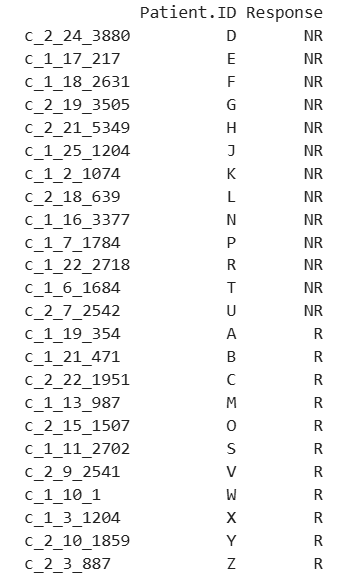 Patient.ID Response
c_2_24_3880 D NR
c_1_17_217 E NR
c_1_18_2631 F NR
c_2_19_3505 G NR
c_2_21_5349 H NR
c_1_25_1204 J NR
c_1_2_1074 K NR
c_2_18_639 L NR
c_1_16_3377 N NR
c_1_7_1784 P NR
c_1_22_2718 R NR
c_1_6_1684 T NR
c_2_7_2542 U NR
c_1_19_354 A R
c_1_21_471 B R
c_2_22_1951 C R
c_1_13_987 M R
c_2_15_1507 O R
c_1_11_2702 S R
c_2_9_2541 V R
c_1_10_1 W R
c_1_3_1204 X R
c_2_10_1859 Y R
c_2_3_887 Z R